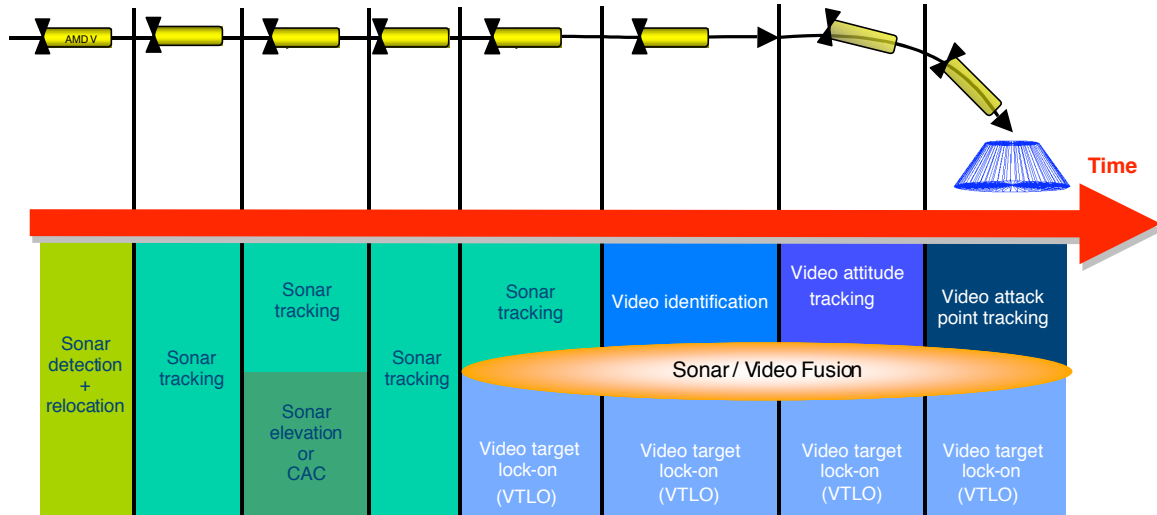 AMD V
Time
Sonar
detection
+
relocation
Sonar
tracking
Sonar
tracking
Sonar
elevation
or
CAC
Sonar
tracking
Sonar
tracking
Video identification
Video attitude
tracking
Video attack
point tracking
Sonar / Video Fusion
Video target
lock-on
(VTLO)
Video target
lock-on
(VTLO)
Video target
lock-on
(VTLO)
Video target
lock-on
(VTLO)